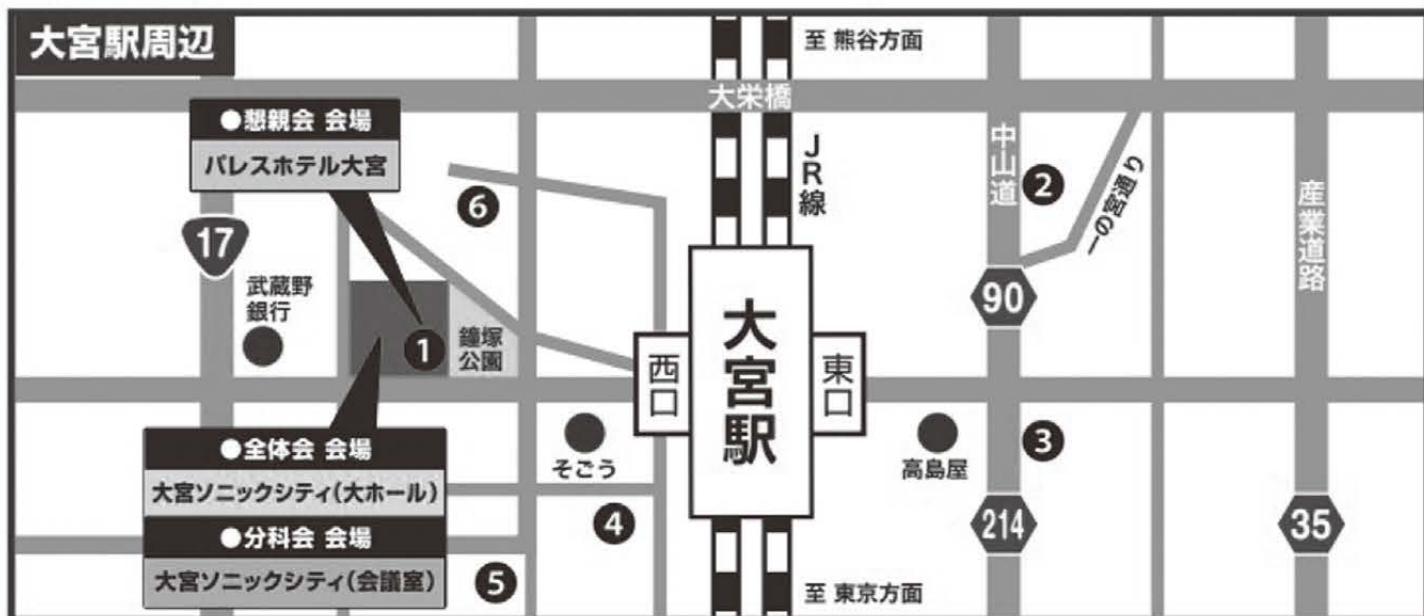 大宮駅周辺
至 熊谷方面
大栄橋
●懇親会 会場
パレスホテル大宮
JR線
中山道
2
一の宮通り
産業道路
6
17
武蔵野
銀行
1
鐘塚
公園
90
西口
大宮駅
東口
●全体会 会場
大宮ソニックシティ(大ホール)
●分科会 会場
大宮ソニックシティ(会議室)
そごう
高島屋
3
4
214
35
5
至 東京方面